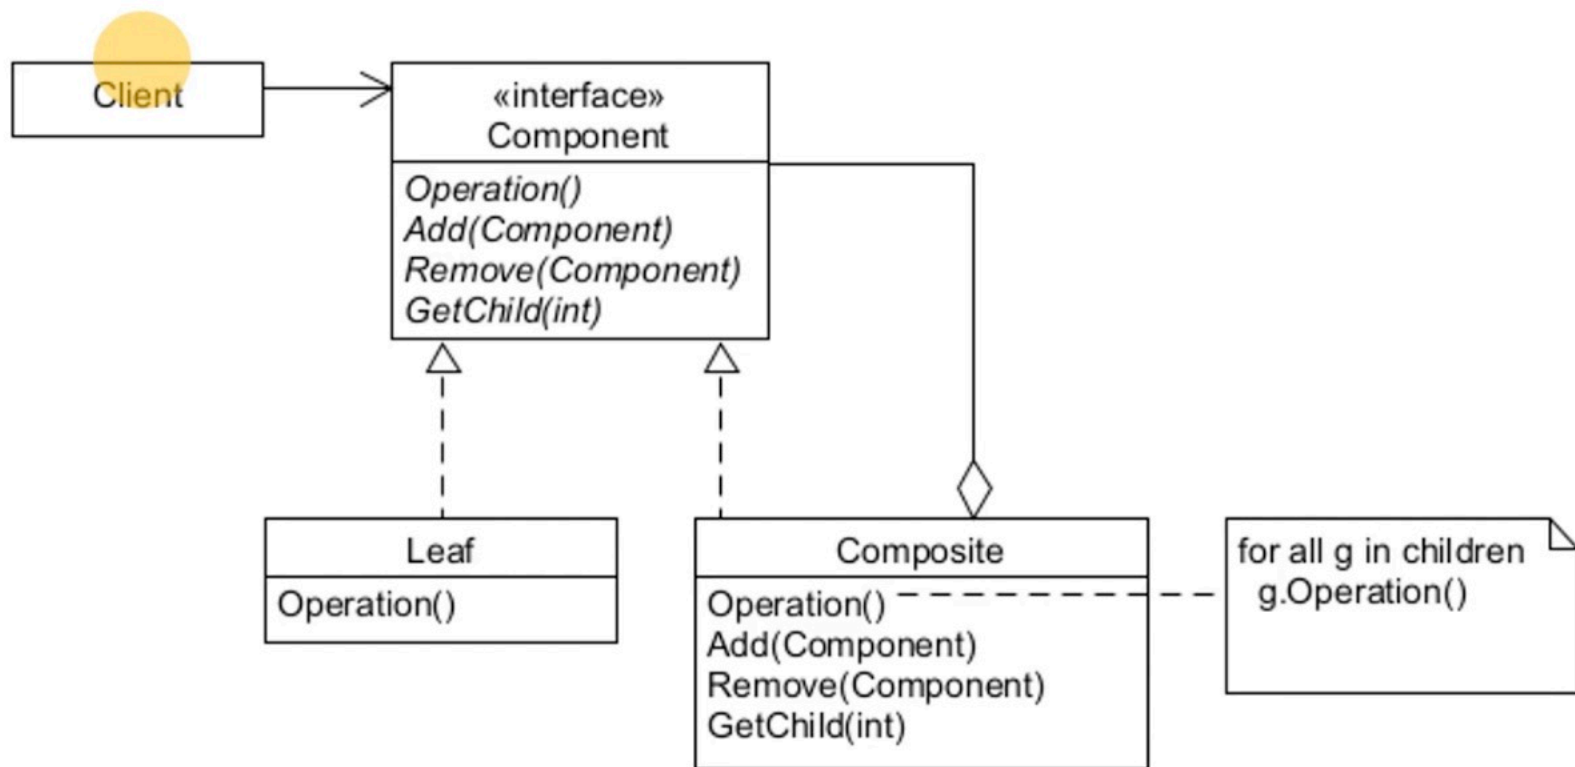 Client
«interface»
Component
Operation()
Add(Component)
Remove(Component)
GetChild(int)
Leaf
Operation()
Composite
Operation()
Add(Component)
Remove(Component)
GetChild(int)
for all g in children
g.Operation()